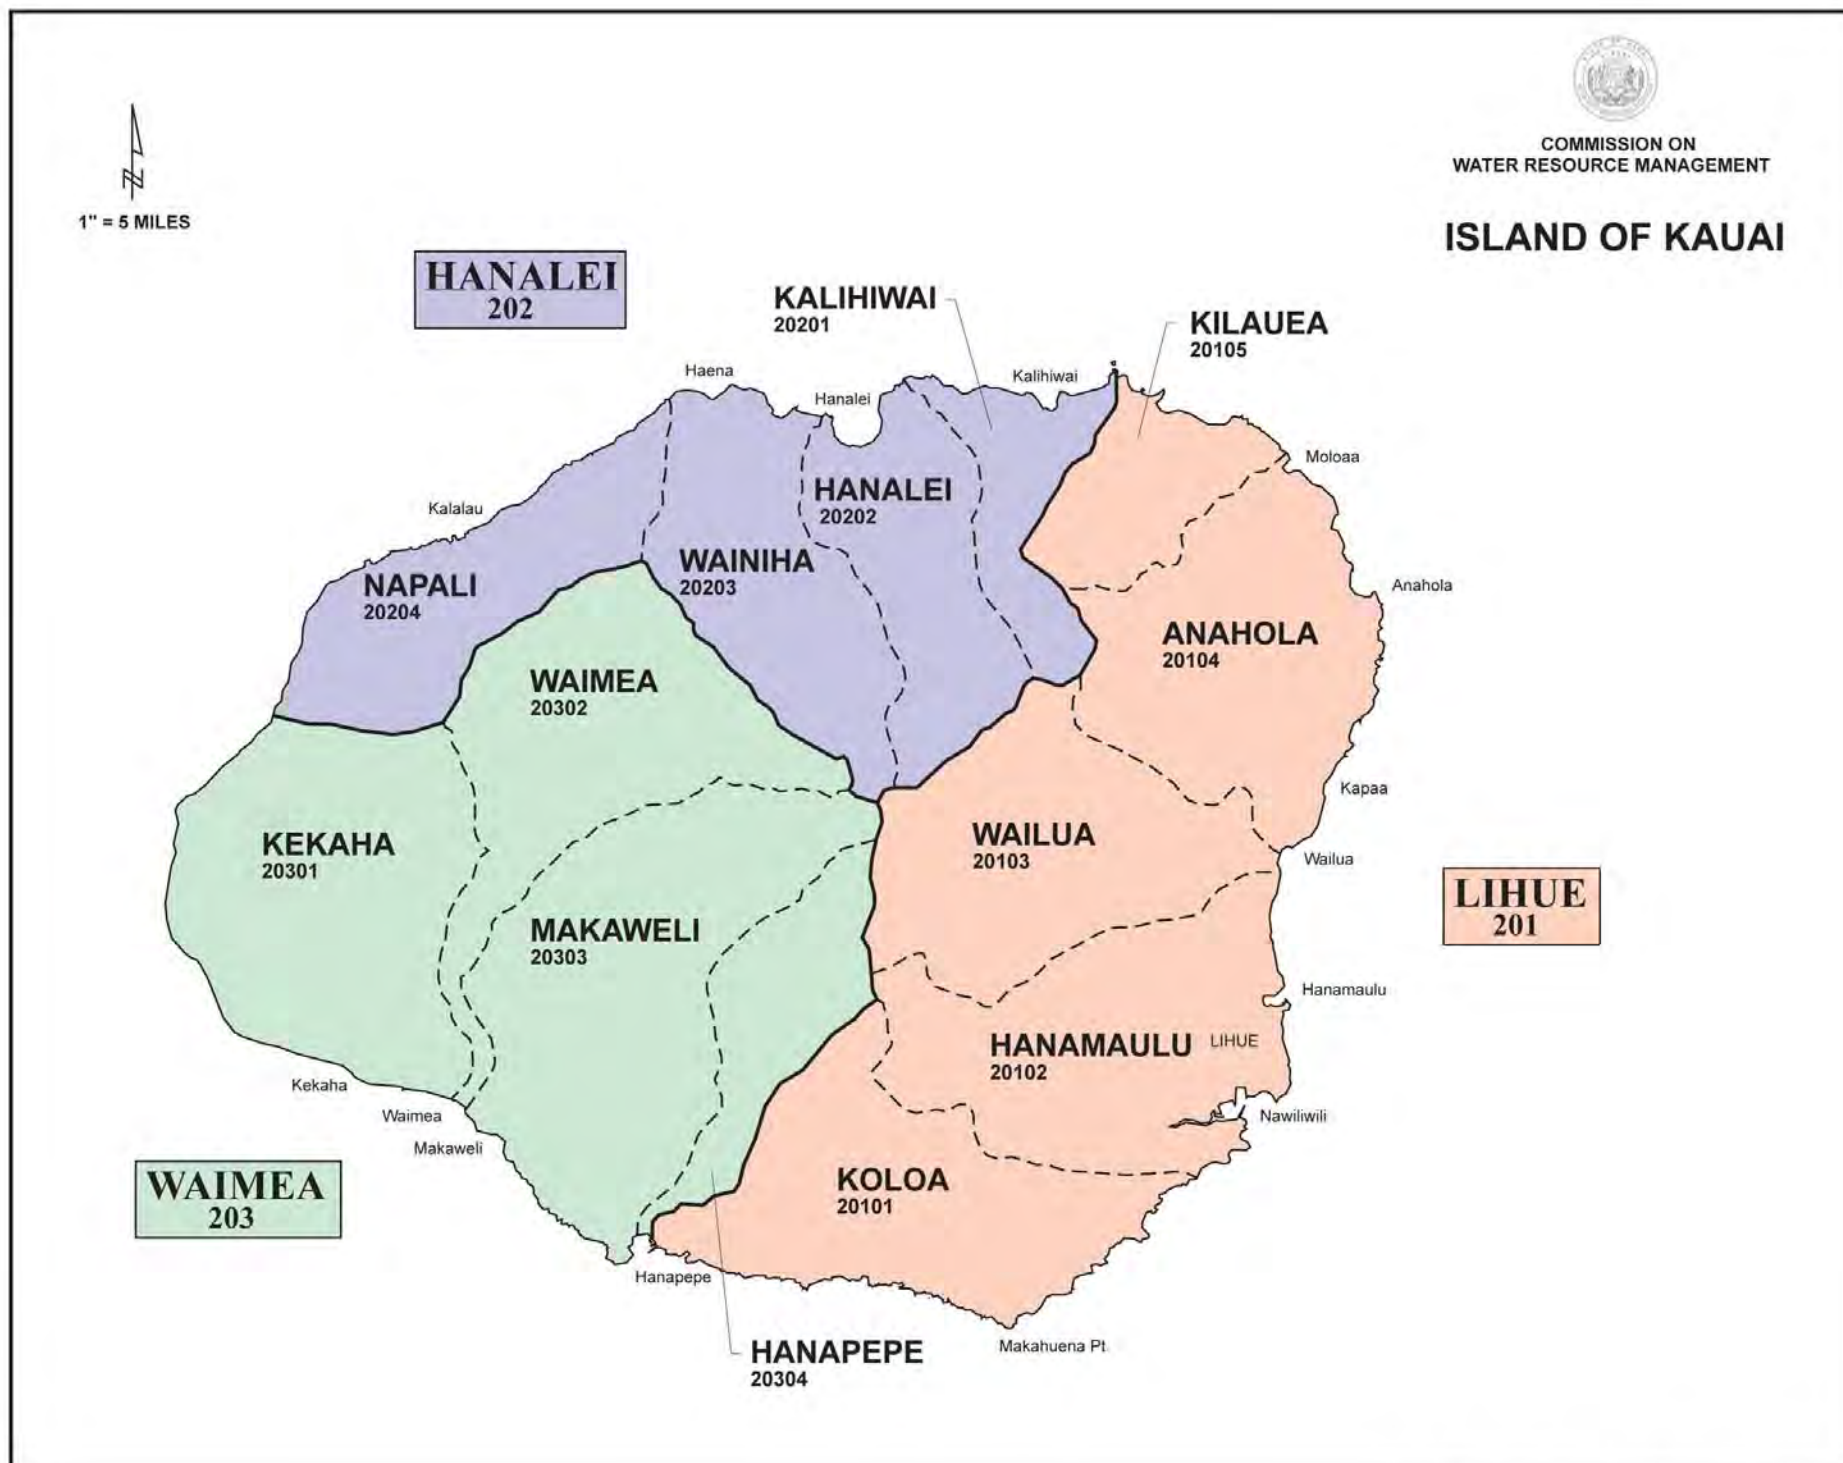 COMMISSION ON
WATER RESOURCE MANAGEMENT
ISLAND OF KAUAI
1" = 5 MILES
HANALEI
202
KALIHIWAI
20201
KILAUEA
20105
Haena
Kalihiwai
Hanalei
Moloaa
HANALEI
20202
Kalalau
WAINIHA
20203
NAPALI
20204
Anahola
ANAHOLA
20104
WAIMEA
20302
Kapaa
KEKAHA
20301
WAILUA
20103
Wailua
LIHUE
201
MAKAWELI
20303
Hanamaulu
HANAMAULU
20102
LIHUE
Kekaha
Waimea
Makaweli
Nawiliwili
WAIMEA
203
KOLOA
20101
Hanapepe
Makahuena Pt
HANAPEPE
20304